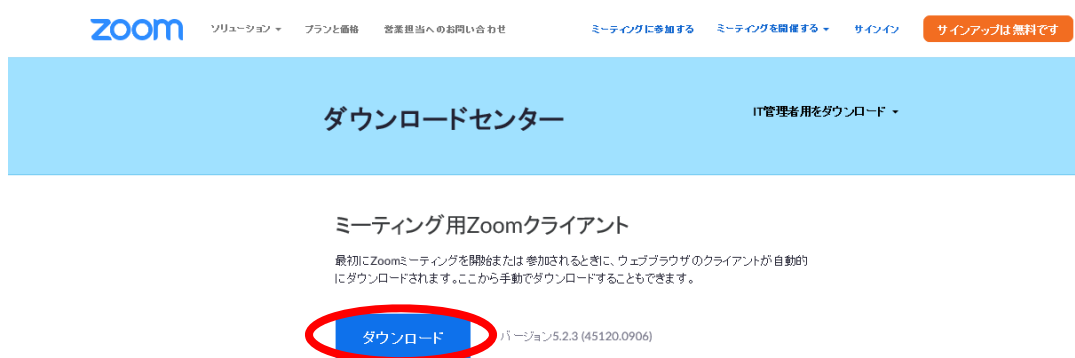 zoom ソリューション プランと価格 営業担当へのお問い合わせ ミーティングに参加する ミーティングを開催する サインイン サインアップは無料です
ダウンロードセンター IT管理者用をダウンロード
ミーティング用Zoomクライアント
最初にZoomミーティングを開始または参加されるときに、ウェブブラウザのクライアントが自動的
にダウンロードされます。ここから手動でダウンロードすることもできます。
ダウンロード バージョン5.2.3 (45120.0906)